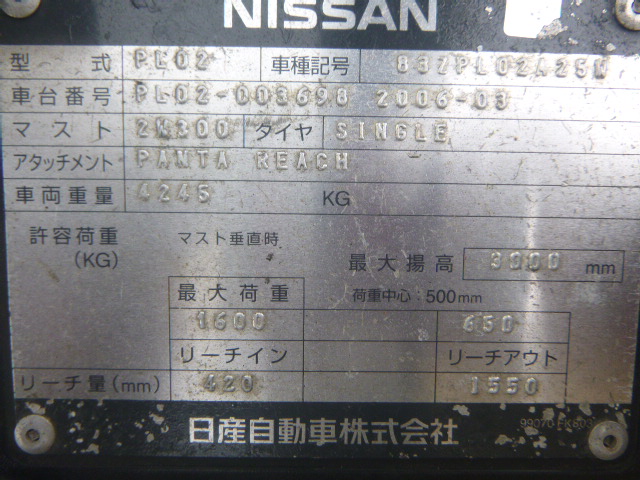 NISSAN
型 式 PL02 車種記号 83ZPL02A25W
車台番号 PL02-003698 2006-03
マスト 2W300 タイヤ SINGLE
アタッチメント PANTA REACH
車両重量 4245 KG
許容荷重 (KG) マスト垂直時 最大揚高 3000 mm
最大荷重 荷重中心:500mm
1600 650
リーチイン リーチアウト
リーチ量(mm) 420 1550
日産自動車株式会社